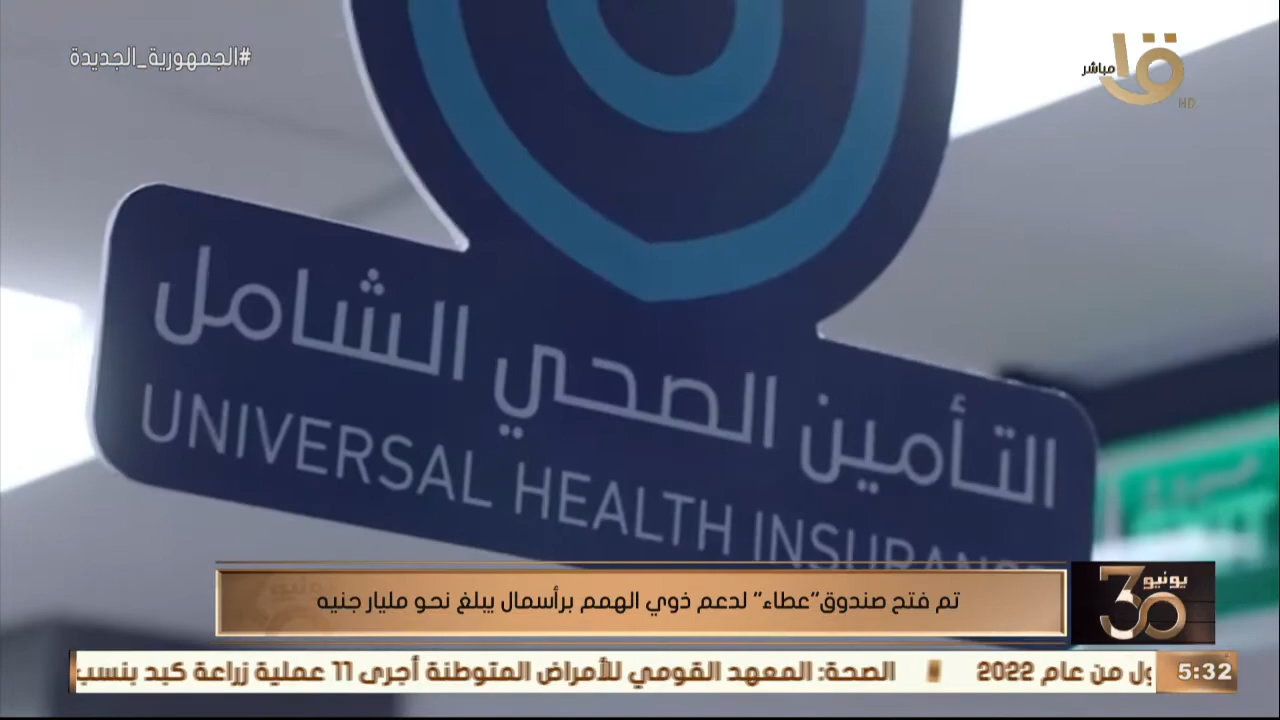 #الجمهورية_الجديدة
مباشر
HD
التأمين الصحي الشامل
UNIVERSAL HEALTH INSURANCE
تم فتح صندوق"عطاء" لدعم ذوي الهمم برأسمال يبلغ نحو مليار جنيه
30 يونيو
ول من عام 2022 ▪ الصحة: المعهد القومي للأمراض المتوطنة أجرى 11 عملية زراعة كبد بنسب
5:32